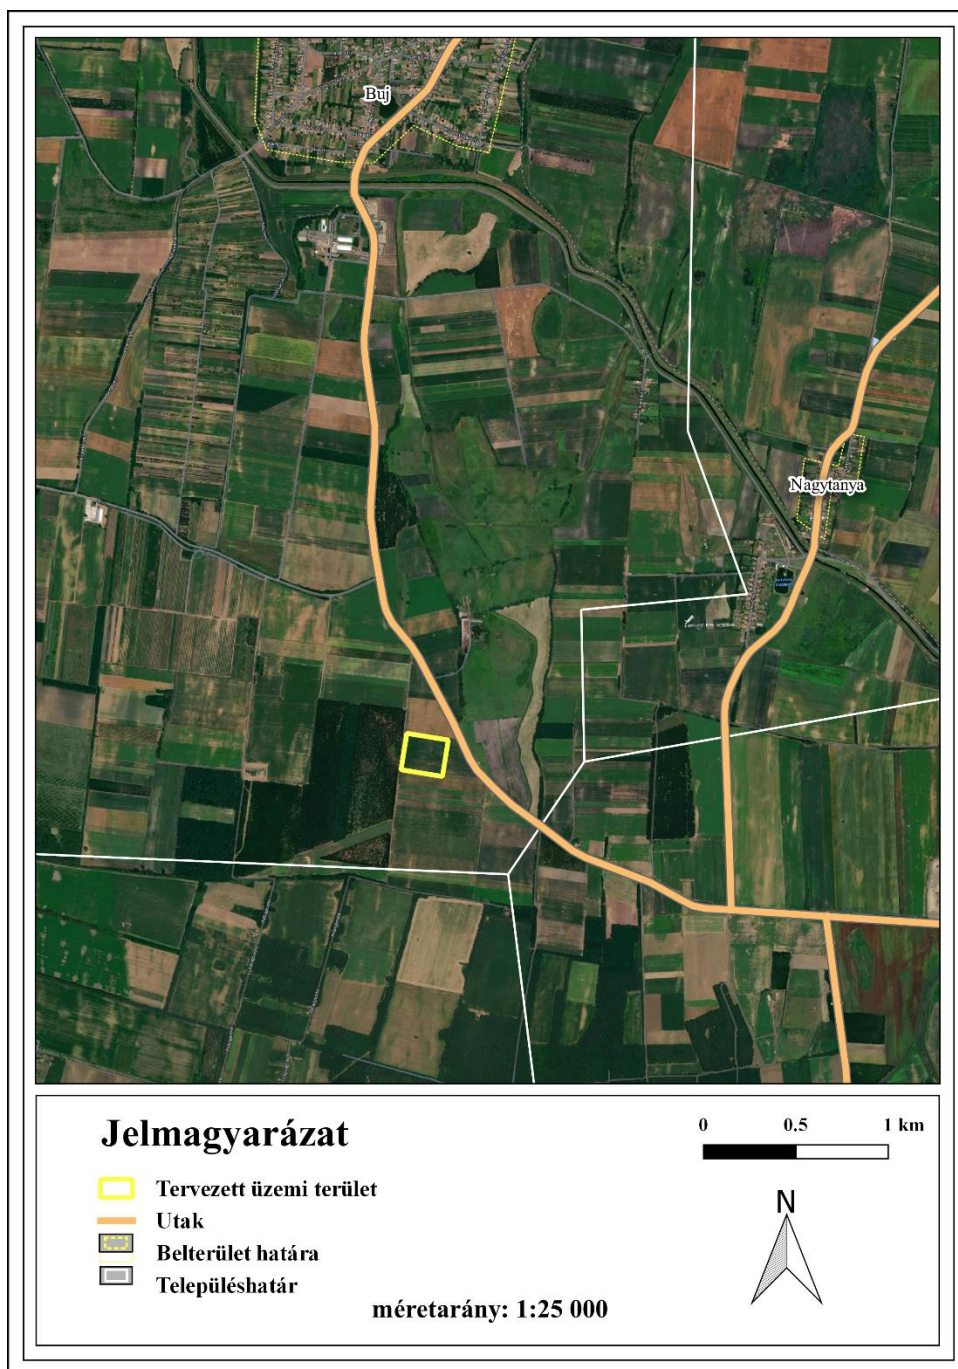 Buj
Nagytanya
Jelmagyarázat
0 0.5 1 km
Tervezett üzemi terület
Utak
Belterület határa
Településhatár
N
méretarány: 1:25 000